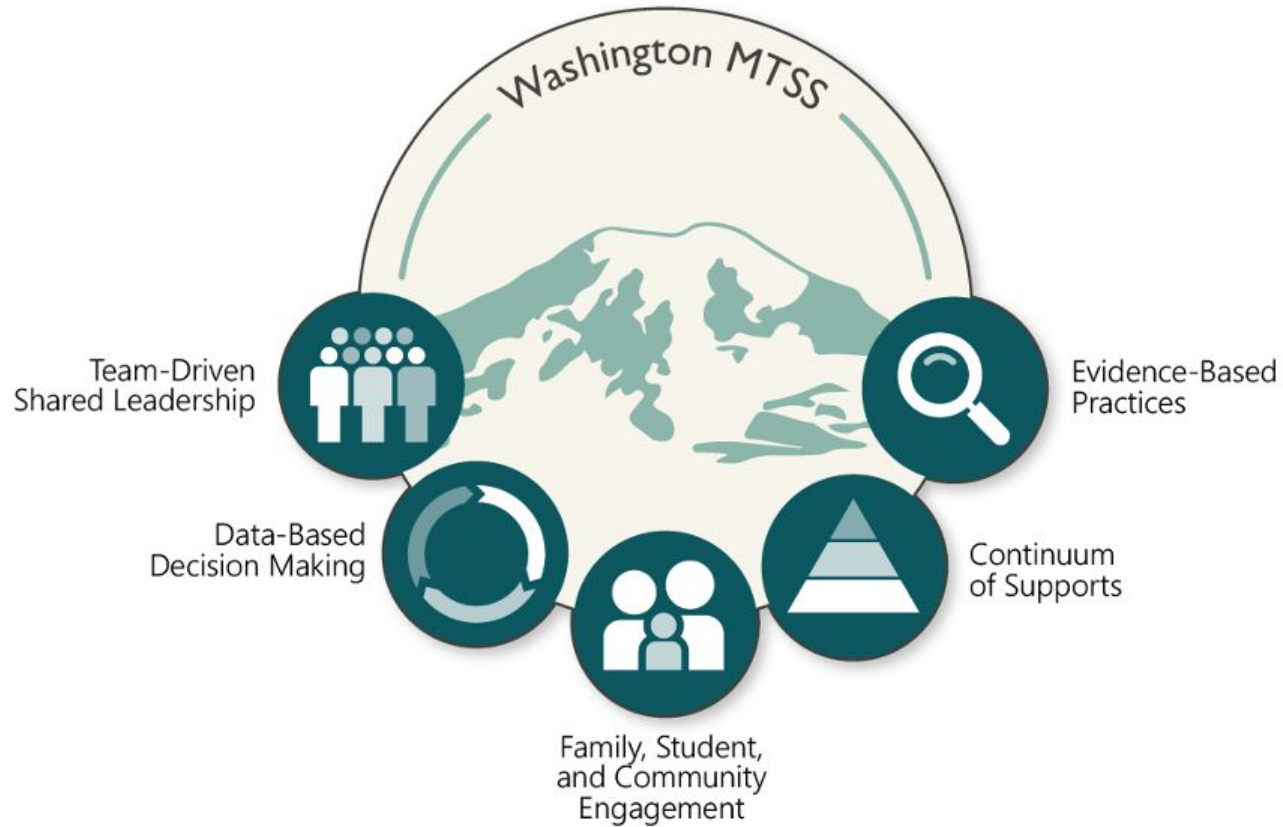 Washington MTSS
Team-Driven
Shared Leadership
Evidence-Based
Practices
Data-Based
Decision Making
Continuum
of Supports
Family, Student,
and Community
Engagement